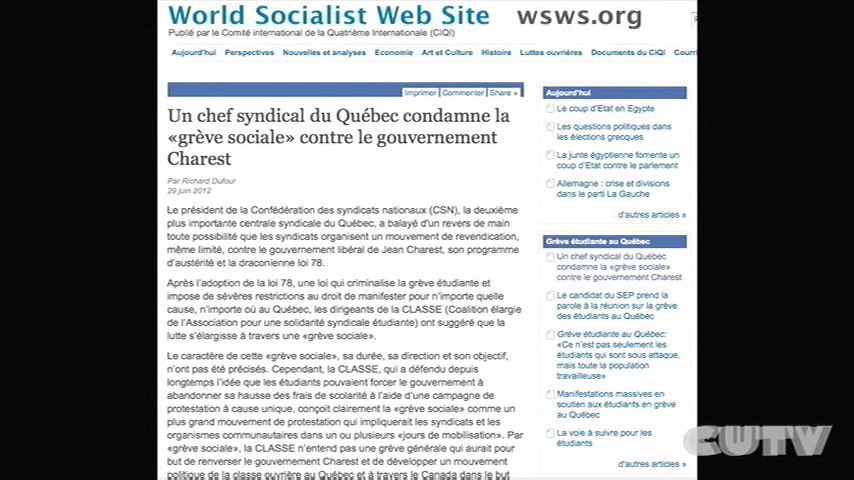 World Socialist Web Site wsws.org
Publié par le Comité international de la Quatrième Internationale (CIQI)
Aujourd'hui Perspectives Nouvelles et analyses Economie Art et Culture Histoire Luttes ouvrières Documents du CIQI Courri
Imprimer Commenter Share »
Un chef syndical du Québec condamne la
«grève sociale» contre le gouvernement
Charest
Par Richard Dufour
29 juin 2012
Le président de la Confédération des syndicats nationaux (CSN), la deuxième
plus importante centrale syndicale du Québec, a balayé d'un revers de main
toute possibilité que les syndicats organisent un mouvement de revendication,
même limité, contre le gouvernement libéral de Jean Charest, son programme
d'austérité et la draconienne loi 78.
Après l'adoption de la loi 78, une loi qui criminalise la grève étudiante et
impose de sévères restrictions au droit de manifester pour n'importe quelle
cause, n'importe où au Québec, les dirigeants de la CLASSE (Coalition élargie
de l'Association pour une solidarité syndicale étudiante) ont suggéré que la
lutte s'élargisse à travers une «grève sociale».
Le caractère de cette «grève sociale», sa durée, sa direction et son objectif,
n'ont pas été précisés. Cependant, la CLASSE, qui a défendu depuis
longtemps l'idée que les étudiants pouvaient forcer le gouvernement à
abandonner sa hausse des frais de scolarité à l'aide d'une campagne de
protestation à cause unique, conçoit clairement la «grève sociale» comme un
plus grand mouvement de protestation qui impliquerait les syndicats et les
organismes communautaires dans un ou plusieurs «jours de mobilisation». Par
«grève sociale», la CLASSE n'entend pas une grève générale qui aurait pour
but de renverser le gouvernement Charest et de développer un mouvement
politique de la classe ouvrière au Québec et à travers le Canada dans le but
Aujourd'hui
Le coup d'Etat en Egypte
Les questions politiques dans
les élections grecques
La junte égyptienne fomente un
coup d'Etat contre le parlement
Allemagne : crise et divisions
dans le parti La Gauche
d'autres articles »
Grève étudiante au Québec
Un chef syndical du Québec
condamne la «grève sociale»
contre le gouvernement Charest
Le candidat du SEP prend la
parole à la réunion sur la grève
des étudiants au Québec
Grève étudiante au Québec:
«Ce n'est pas seulement les
étudiants qui sont sous attaque,
mais toute la population
travailleuse»
Manifestations massives en
soutien aux étudiants en grève
au Québec
La voie à suivre pour les
étudiants
d'autres articles »
CUTV